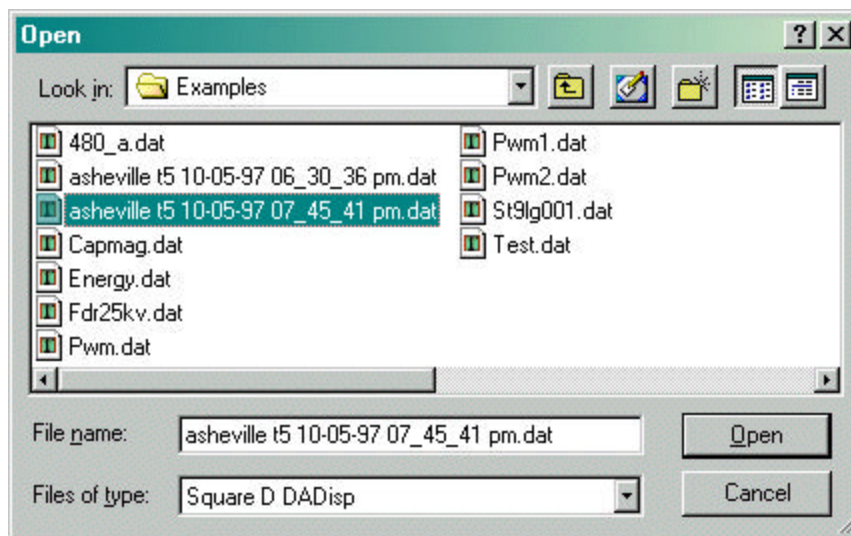 Open
Look in: Examples
480_a.dat
asheville t5 10-05-97 06_30_36 pm.dat
asheville t5 10-05-97 07_45_41 pm.dat
Capmag.dat
Energy.dat
Fdr25kv.dat
Pwm.dat
Pwm1.dat
Pwm2.dat
St9lg001.dat
Test.dat
File name: asheville t5 10-05-97 07_45_41 pm.dat
Open
Files of type: Square D DADisp
Cancel